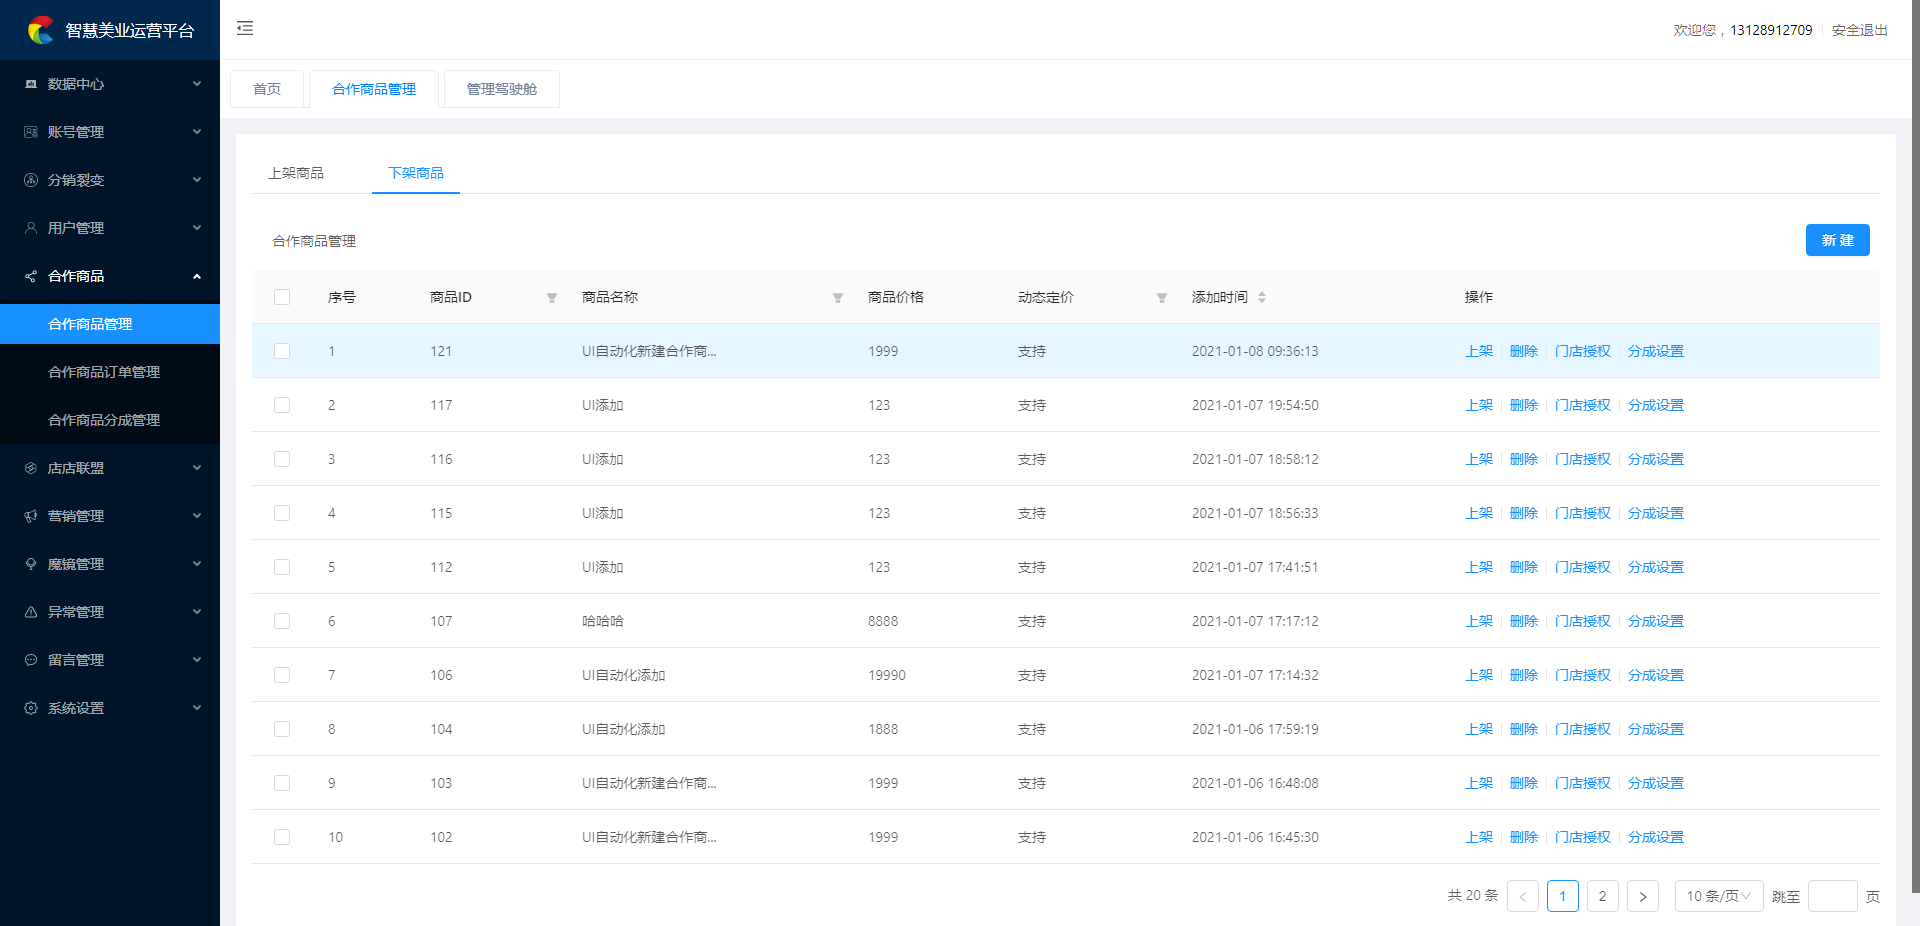 智慧美业运营平台
欢迎您，13128912709 安全退出
首页 合作商品管理 管理驾驶舱
数据中心
账号管理
分销裂变
用户管理
合作商品
合作商品管理
合作商品订单管理
合作商品分成管理
店店联盟
营销管理
魔镜管理
异常管理
留言管理
系统设置
上架商品 下架商品
合作商品管理 新建
序号 商品ID 商品名称 商品价格 动态定价 添加时间 操作
1 121 UI自动化新建合作商... 1999 支持 2021-01-08 09:36:13 上架 删除 门店授权 分成设置
2 117 UI添加 123 支持 2021-01-07 19:54:50 上架 删除 门店授权 分成设置
3 116 UI添加 123 支持 2021-01-07 18:58:12 上架 删除 门店授权 分成设置
4 115 UI添加 123 支持 2021-01-07 18:56:33 上架 删除 门店授权 分成设置
5 112 UI添加 123 支持 2021-01-07 17:41:51 上架 删除 门店授权 分成设置
6 107 哈哈哈 8888 支持 2021-01-07 17:17:12 上架 删除 门店授权 分成设置
7 106 UI自动化添加 19990 支持 2021-01-07 17:14:32 上架 删除 门店授权 分成设置
8 104 UI自动化添加 1888 支持 2021-01-06 17:59:19 上架 删除 门店授权 分成设置
9 103 UI自动化新建合作商... 1999 支持 2021-01-06 16:48:08 上架 删除 门店授权 分成设置
10 102 UI自动化新建合作商... 1999 支持 2021-01-06 16:45:30 上架 删除 门店授权 分成设置
共 20 条 < 1 2 > 10 条/页 跳至 页